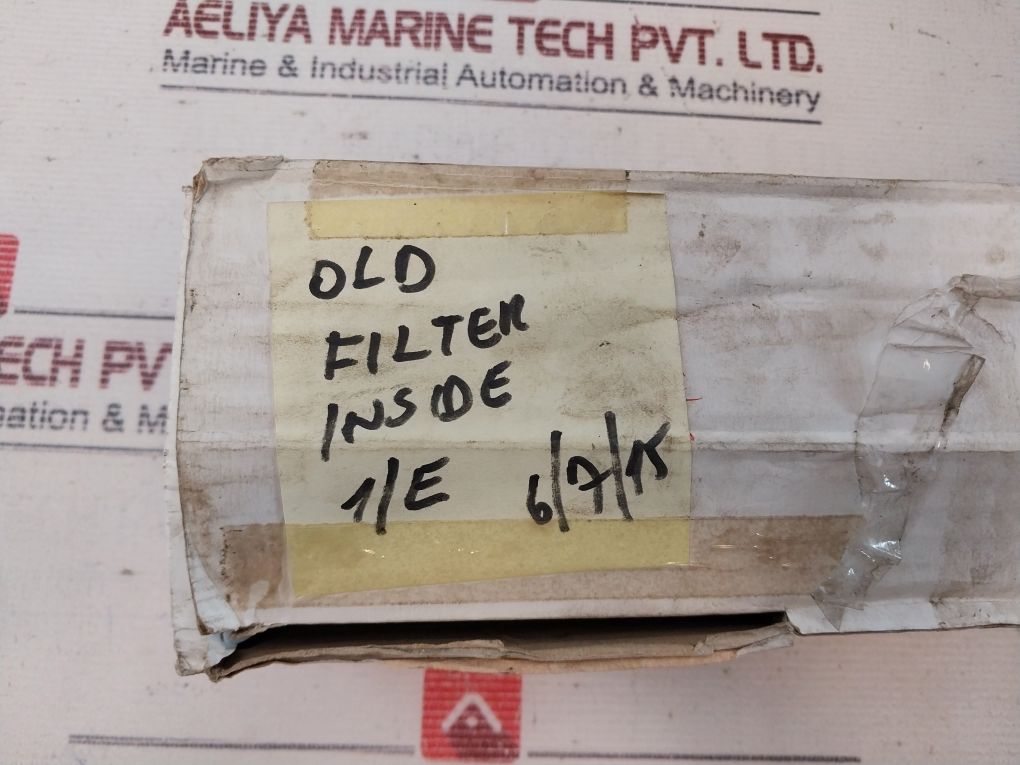 AELIYA MARINE TECH PVT. LTD.
Marine & Industrial Automation & Machinery
ECH PV
ation & M
OLD
FILTER
INSIDE
1/E 6/7/15